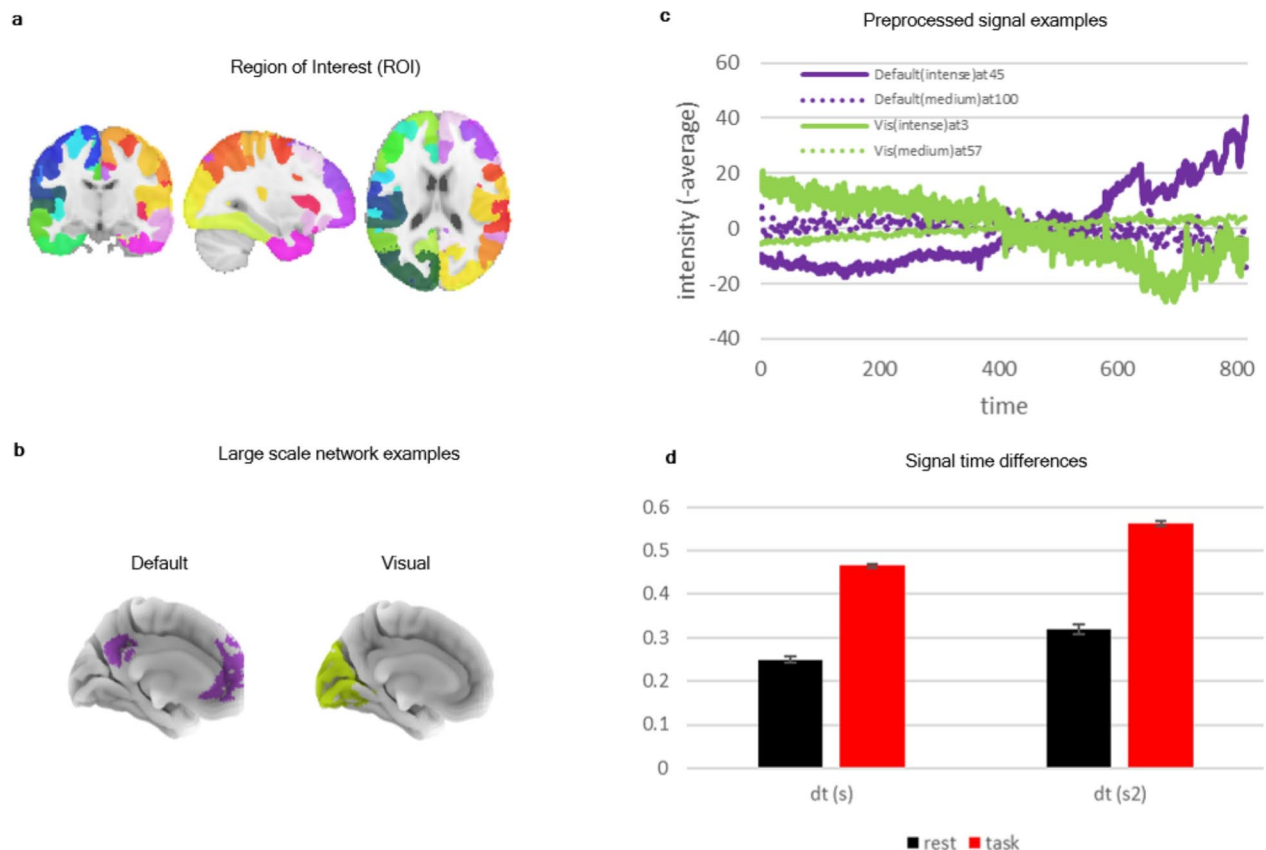 a
Region of Interest (ROI)
b
Large scale network examples
Default
Visual
c
Preprocessed signal examples
60
40
20
0
-20
-40
intensity (-average)
Default(intense)at45
Default(medium)at100
Vis(intense)at3
Vis(medium)at57
0 200 400 600 800
time
d
Signal time differences
0.6
0.5
0.4
0.3
0.2
0.1
0
dt (s) dt (s2)
rest task